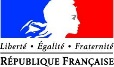 Liberté • Égalité • Fraternité
RÉPUBLIQUE FRANÇAISE